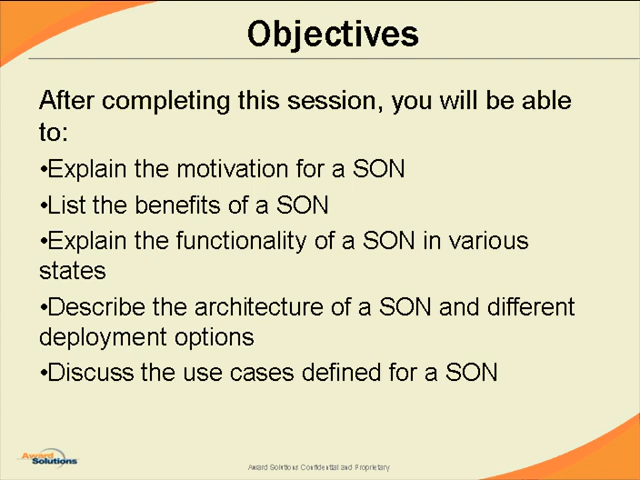 Objectives
After completing this session, you will be able
to:
•Explain the motivation for a SON
•List the benefits of a SON
•Explain the functionality of a SON in various
states
•Describe the architecture of a SON and different
deployment options
•Discuss the use cases defined for a SON
Award
Solutions
Award Solutions Confidential and Proprietary